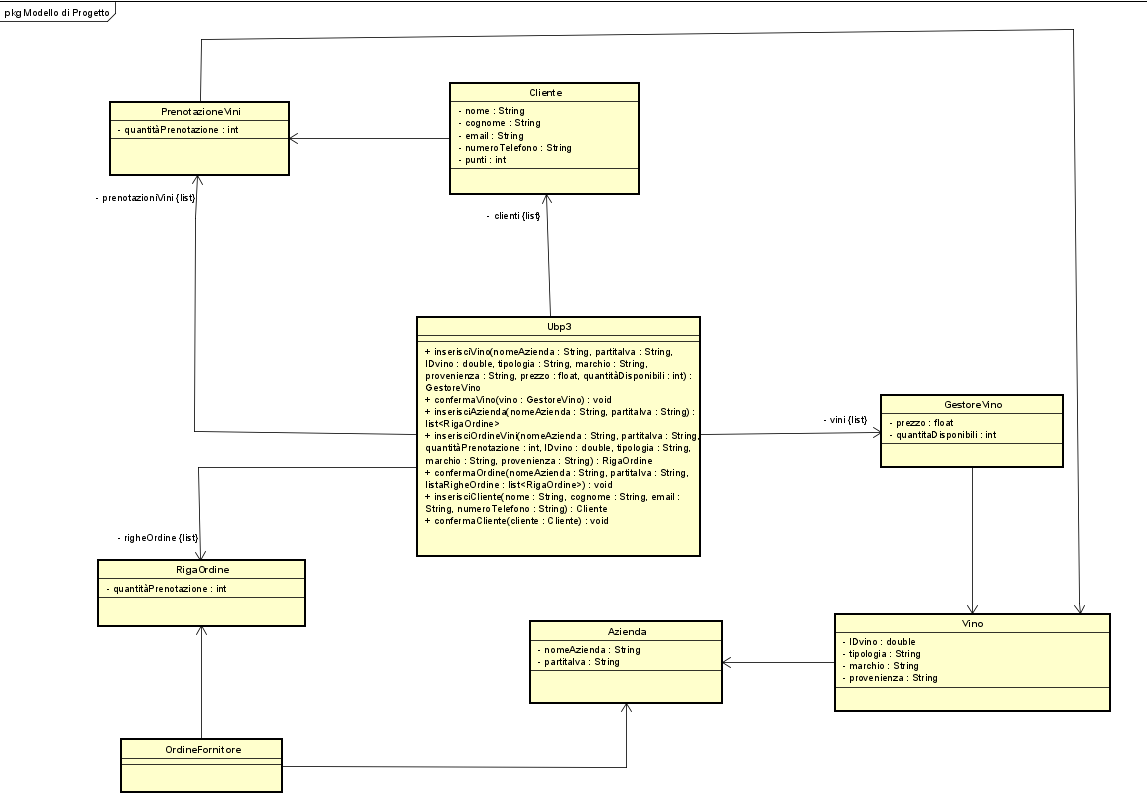 pkg Modello di Progetto
PrenotazioneVini
- quantitàPrenotazione : int
- prenotazioniVini {list}
Cliente
- nome : String
- cognome : String
- email : String
- numeroTelefono : String
- punti : int
- clienti {list}
Ubp3
+ inserisciVino(nomeAzienda : String, partitaIva : String,
IDvino : double, tipologia : String, marchio : String,
provenienza : String, prezzo : float, quantitàDisponibili : int) :
GestoreVino
+ confermaVino(vino : GestoreVino) : void
+ inserisciAzienda(nomeAzienda : String, partitaIva : String) :
list<RigaOrdine>
+ inserisciOrdineVini(nomeAzienda : String, partitaIva : String,
quantitàPrenotazione : int, IDvino : double, tipologia : String,
marchio : String, provenienza : String) : RigaOrdine
+ confermaOrdine(nomeAzienda : String, partitaIva : String,
listaRigheOrdine : list<RigaOrdine>) : void
+ inserisciCliente(nome : String, cognome : String, email :
String, numeroTelefono : String) : Cliente
+ confermaCliente(cliente : Cliente) : void
- vini {list}
GestoreVino
- prezzo : float
- quantitaDisponibili : int
- righeOrdine {list}
RigaOrdine
- quantitàPrenotazione : int
Azienda
- nomeAzienda : String
- partitaIva : String
Vino
- IDvino : double
- tipologia : String
- marchio : String
- provenienza : String
OrdineFornitore